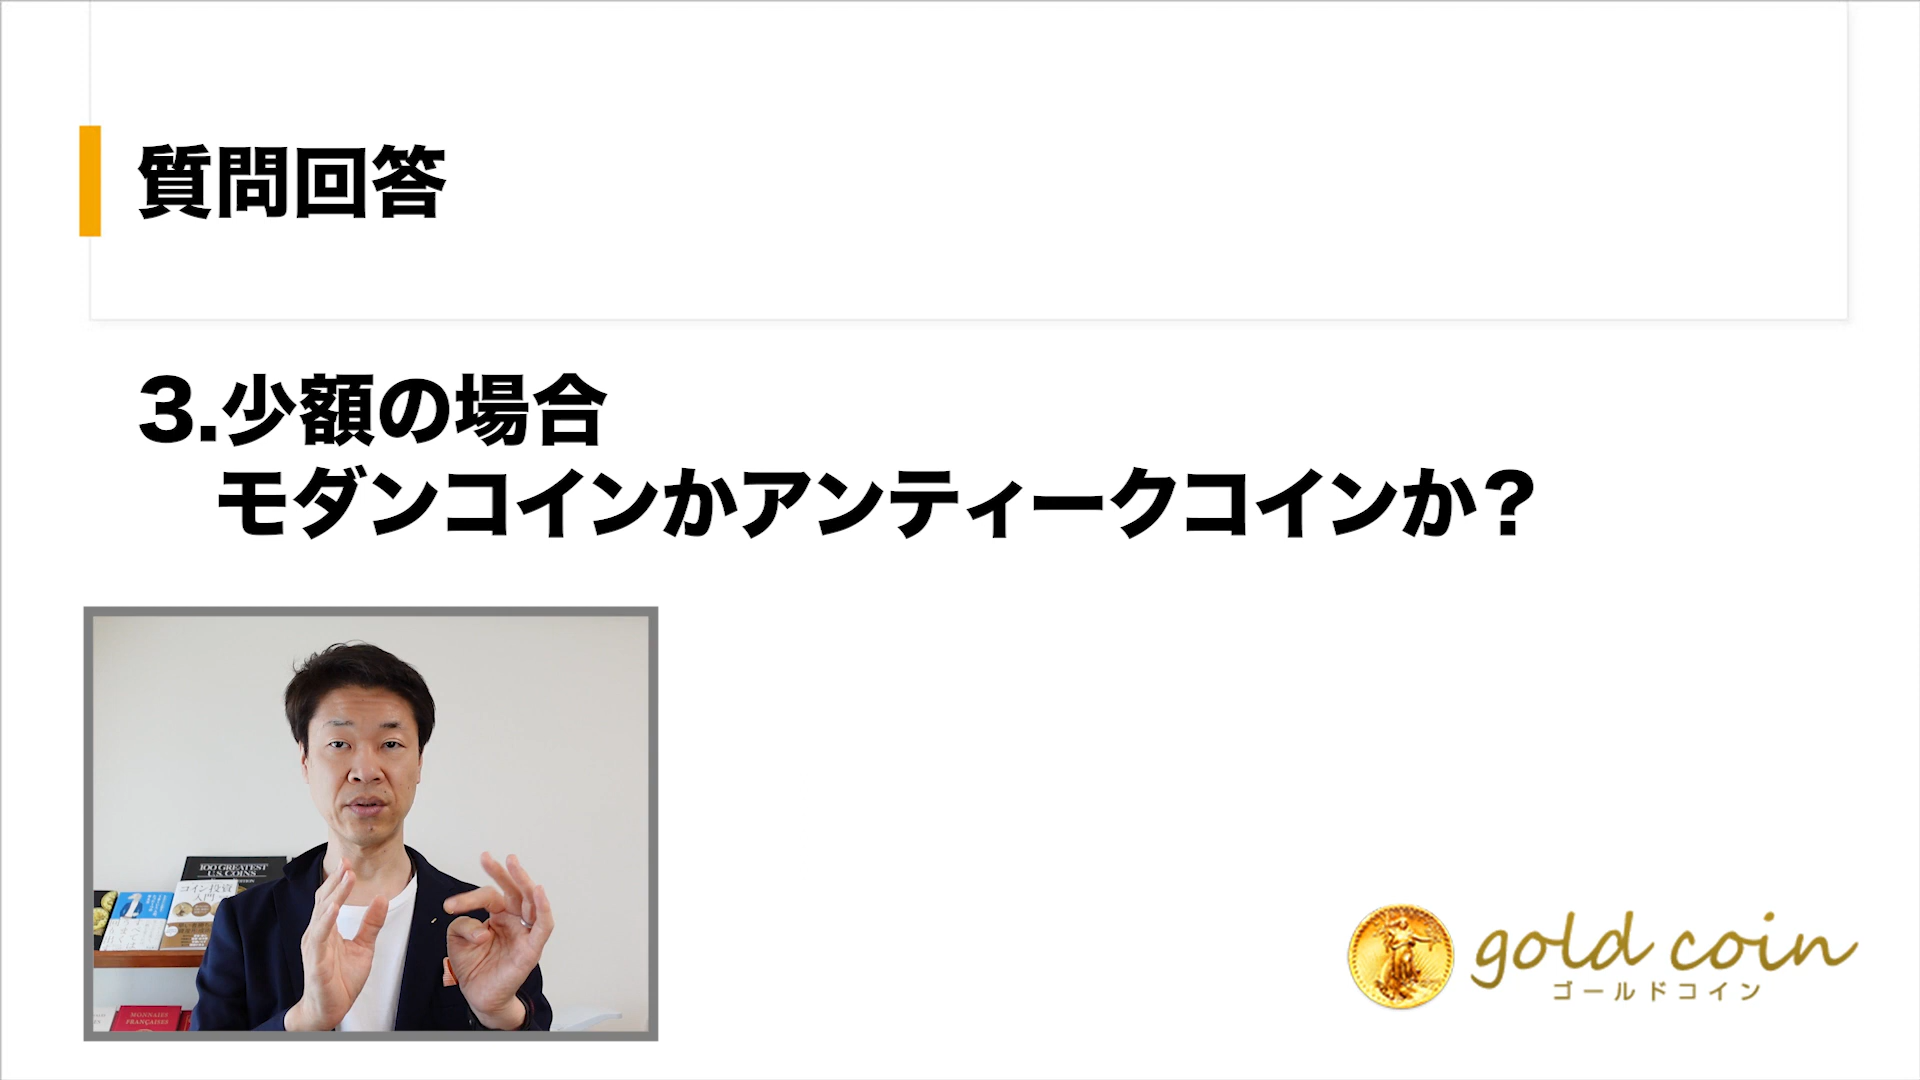 質問回答
3.少額の場合
モダンコインかアンティークコインか?
100 GREATEST
U.S. COINS
コイン投資
入門
MONNAIES
FRANÇAISES
gold coin
ゴールドコイン